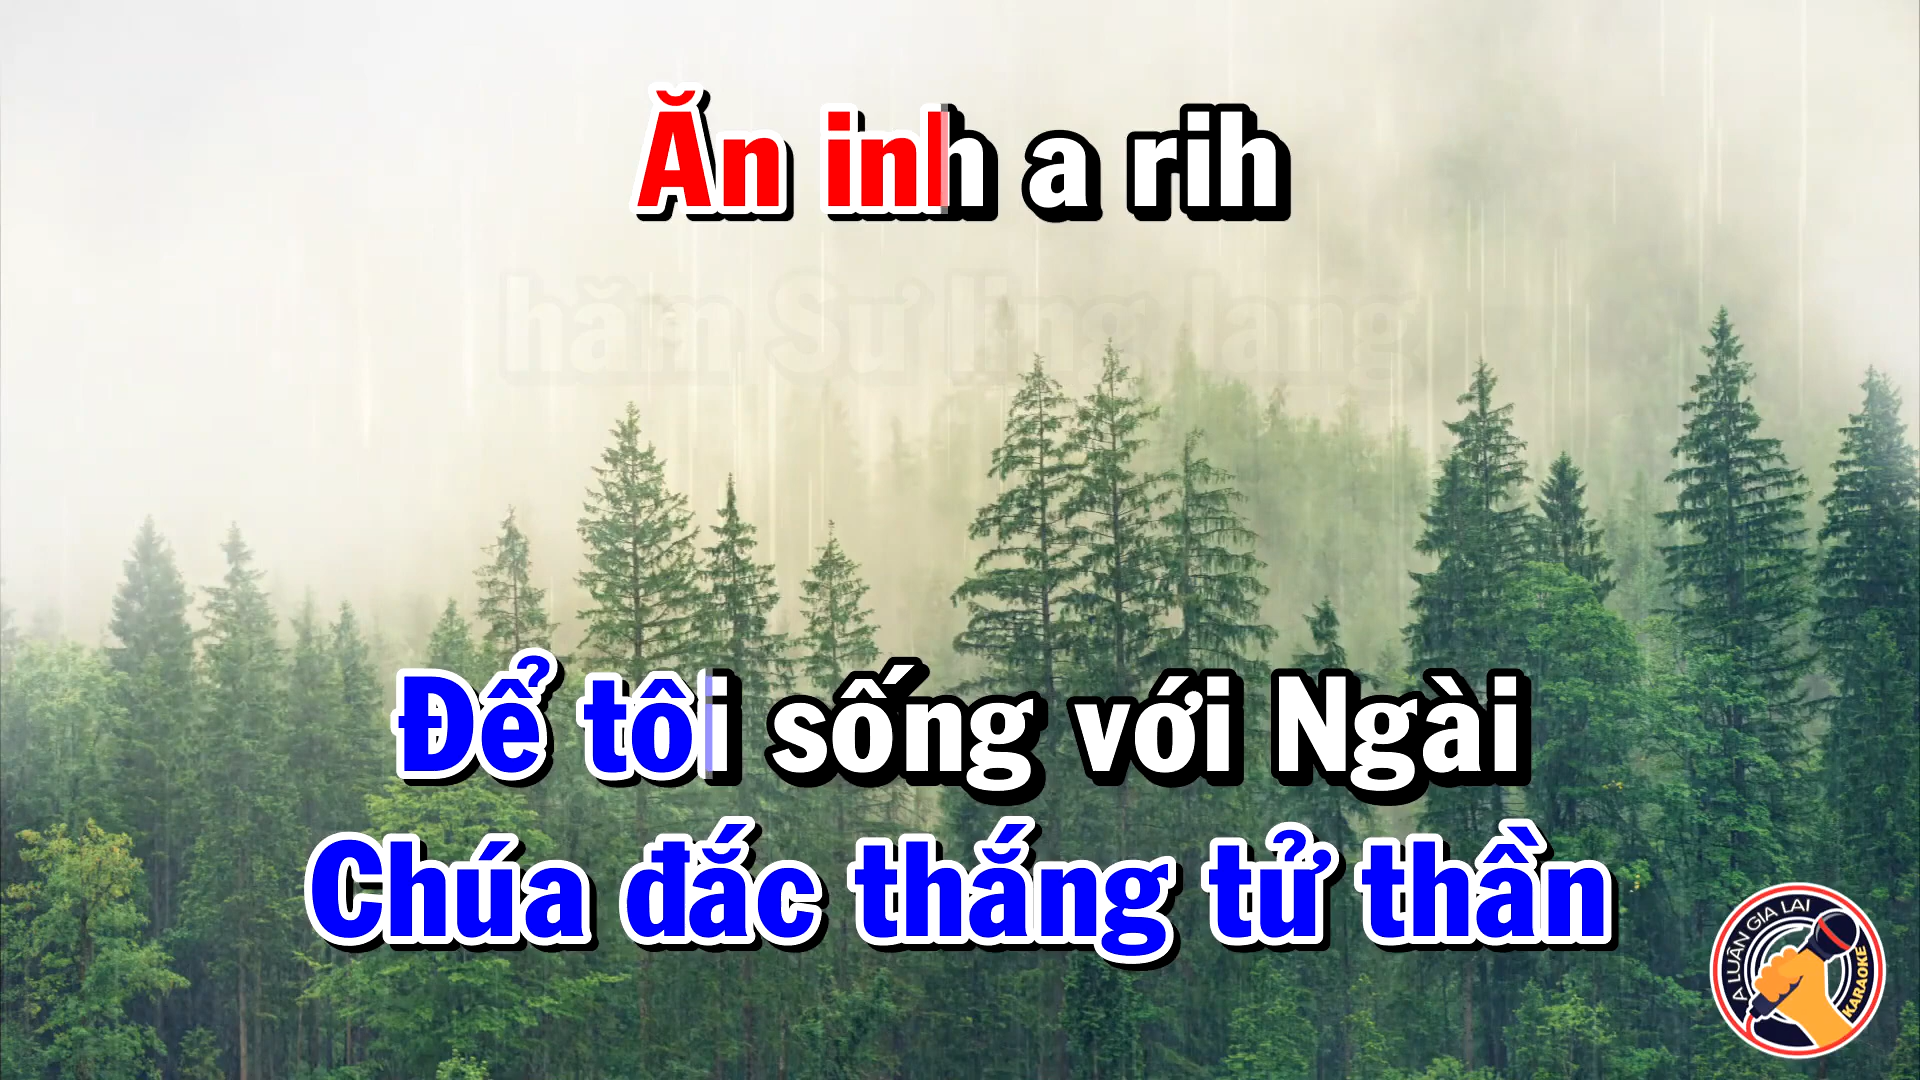 Ăn inh a rih
hăm Sư ling lang
Để tôi sống với Ngài
Chúa đắc thắng tử thần
A LUÂN GIA LAI
KARAOKE